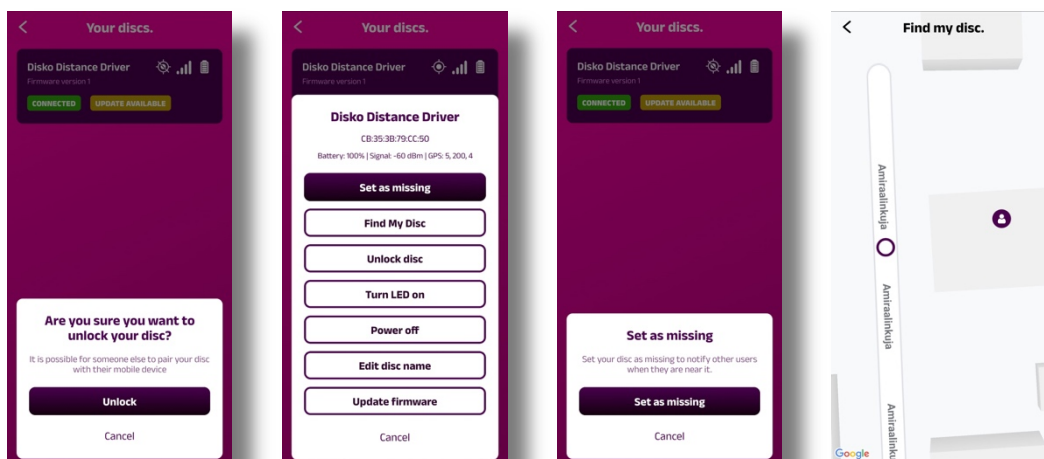 Your discs.
Disko Distance Driver
Firmware version 1
CONNECTED
UPDATE AVAILABLE
Are you sure you want to
unlock your disc?
It is possible for someone else to pair your disc
with their mobile device
Unlock
Cancel
Your discs.
Disko Distance Driver
Firmware version 1
Disko Distance Driver
CB:35:3B:79:CC:50
Battery: 100% | Signal: -60 dBm | GPS: 5, 200, 4
Set as missing
Find My Disc
Unlock disc
Turn LED on
Power off
Edit disc name
Update firmware
Cancel
Your discs.
Disko Distance Driver
Firmware version 1
CONNECTED
UPDATE AVAILABLE
Set as missing
Set your disc as missing to notify other users
when they are near it.
Set as missing
Cancel
Find my disc.
Amiraalinkuja
Amiraalinkuja
Amiraalinku
Google